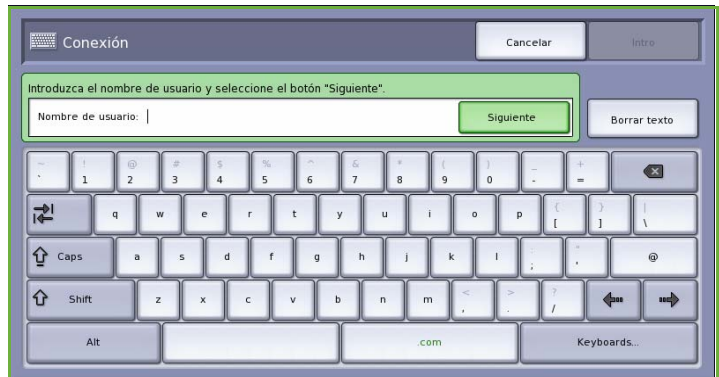 Conexión Cancelar Intro
Introduzca el nombre de usuario y seleccione el botón "Siguiente".
Nombre de usuario: Siguiente Borrar texto
~ ! @ # $ % ^ & * ( ) _ +
` 1 2 3 4 5 6 7 8 9 0 - =
q w e r t y u i o p { [ } ] | \
Caps a s d f g h j k l : ; " ' @
Shift z x c v b n m < , > . ? /
Alt .com Keyboards...